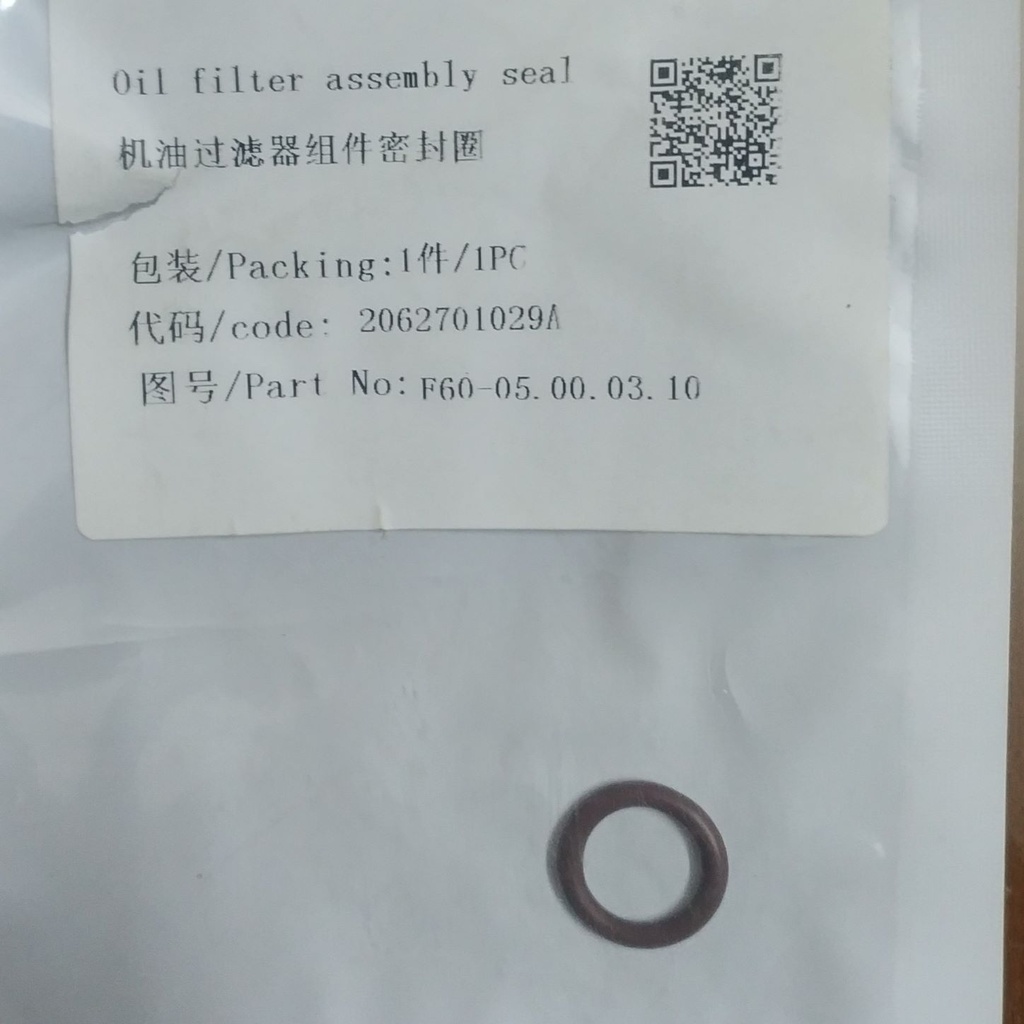 Oil filter assembly seal
机油过滤器组件密封圈
包装/Packing:1件/1PC
代码/code: 2062701029A
图号/Part No: F60-05.00.03.10